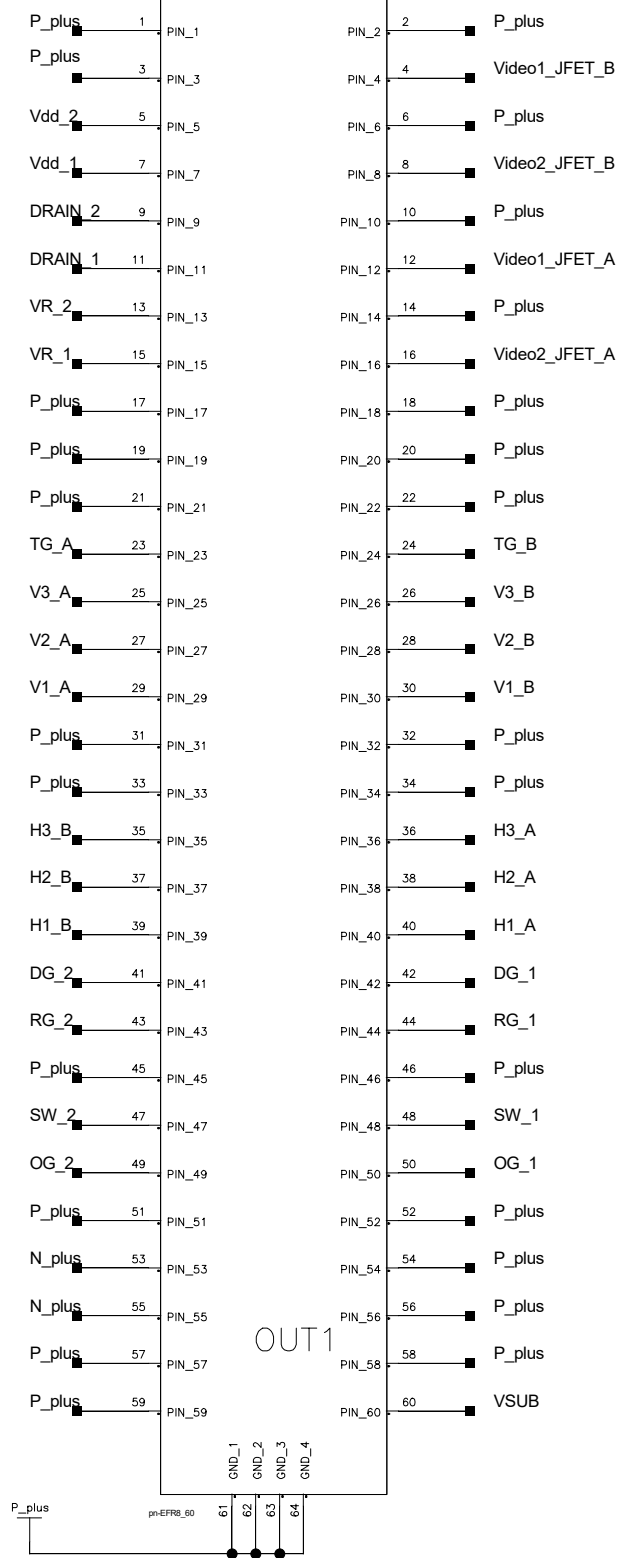 P_plus 1 PIN_1 PIN_2 2 P_plus
P_plus 3 PIN_3 PIN_4 4 Video1_JFET_B
Vdd_2 5 PIN_5 PIN_6 6 P_plus
Vdd_1 7 PIN_7 PIN_8 8 Video2_JFET_B
DRAIN_2 9 PIN_9 PIN_10 10 P_plus
DRAIN_1 11 PIN_11 PIN_12 12 Video1_JFET_A
VR_2 13 PIN_13 PIN_14 14 P_plus
VR_1 15 PIN_15 PIN_16 16 Video2_JFET_A
P_plus 17 PIN_17 PIN_18 18 P_plus
P_plus 19 PIN_19 PIN_20 20 P_plus
P_plus 21 PIN_21 PIN_22 22 P_plus
TG_A 23 PIN_23 PIN_24 24 TG_B
V3_A 25 PIN_25 PIN_26 26 V3_B
V2_A 27 PIN_27 PIN_28 28 V2_B
V1_A 29 PIN_29 PIN_30 30 V1_B
P_plus 31 PIN_31 PIN_32 32 P_plus
P_plus 33 PIN_33 PIN_34 34 P_plus
H3_B 35 PIN_35 PIN_36 36 H3_A
H2_B 37 PIN_37 PIN_38 38 H2_A
H1_B 39 PIN_39 PIN_40 40 H1_A
DG_2 41 PIN_41 PIN_42 42 DG_1
RG_2 43 PIN_43 PIN_44 44 RG_1
P_plus 45 PIN_45 PIN_46 46 P_plus
SW_2 47 PIN_47 PIN_48 48 SW_1
OG_2 49 PIN_49 PIN_50 50 OG_1
P_plus 51 PIN_51 PIN_52 52 P_plus
N_plus 53 PIN_53 PIN_54 54 P_plus
N_plus 55 PIN_55 PIN_56 56 P_plus
OUT1
P_plus 57 PIN_57 PIN_58 58 P_plus
P_plus 59 PIN_59 PIN_60 60 VSUB
GND_1 GND_2 GND_3 GND_4
P_plus
pn-EFR8_60 61 62 63 64